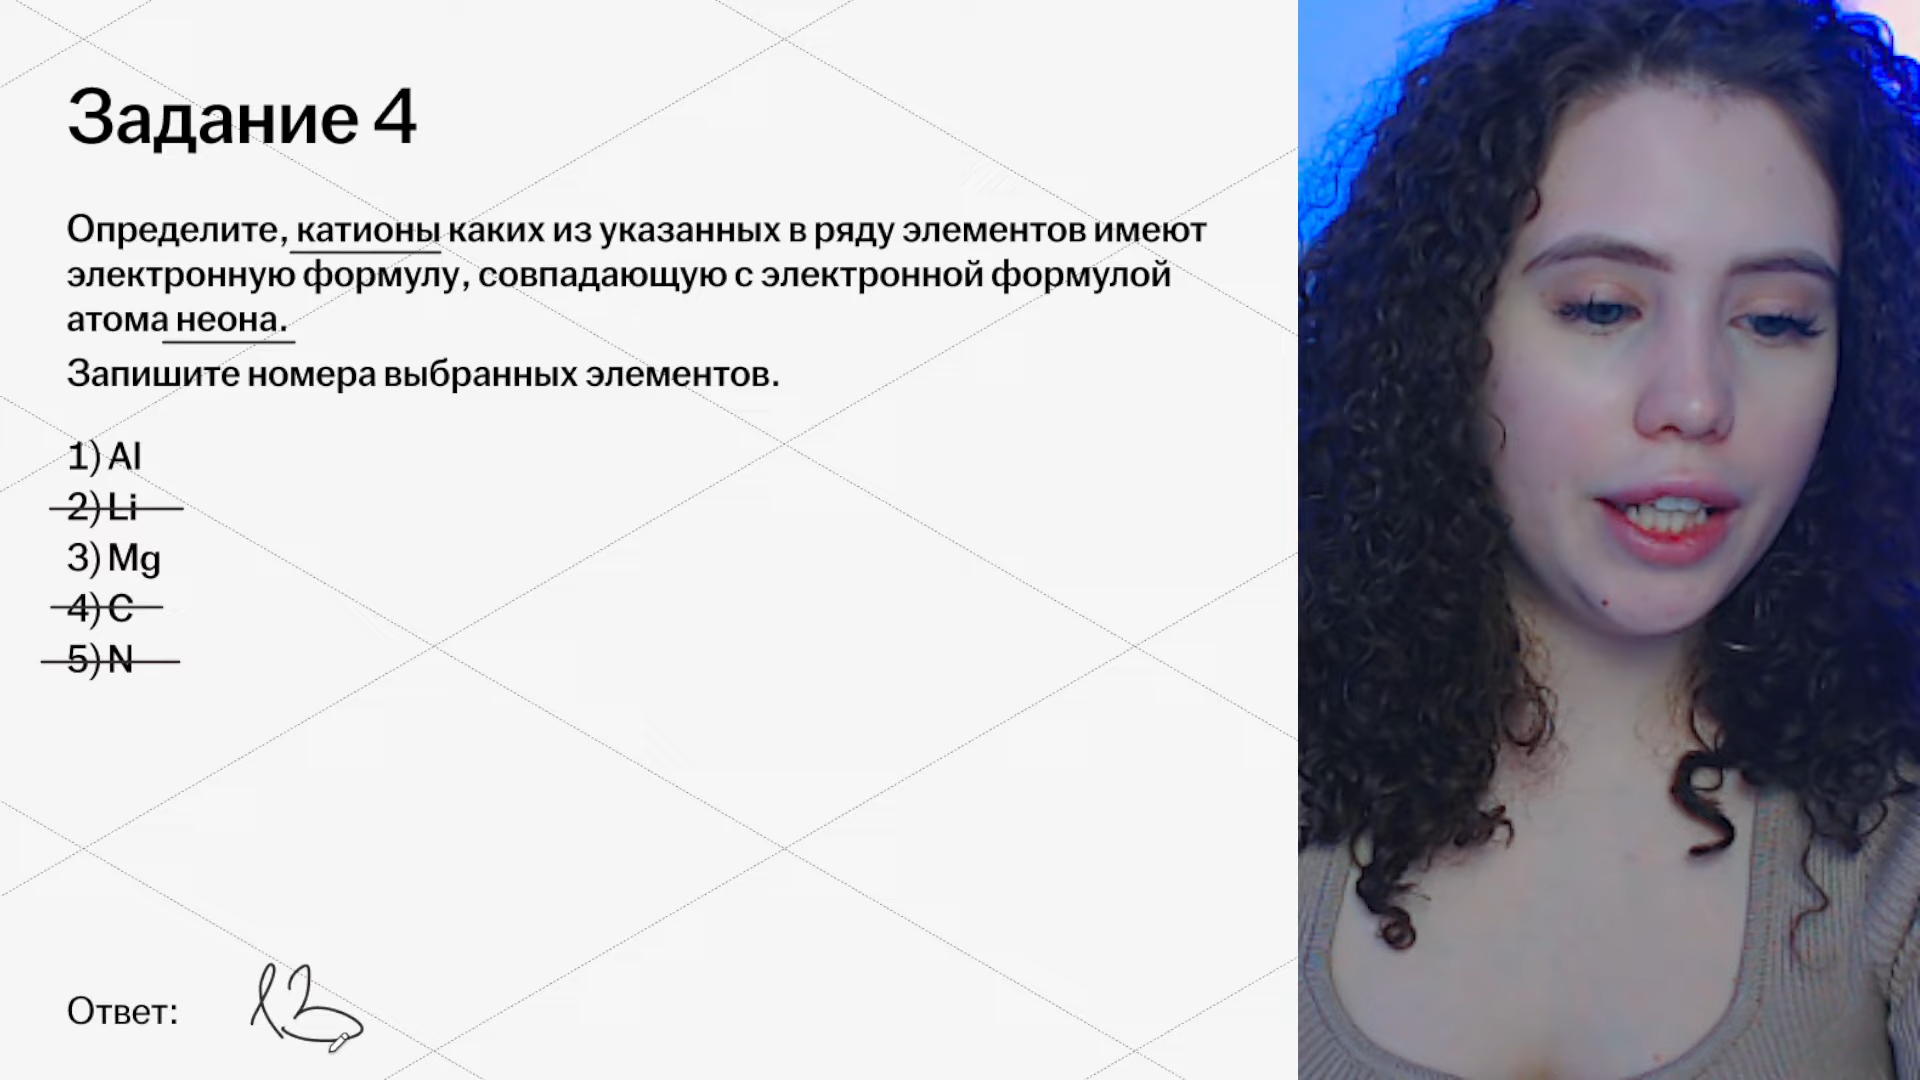 Задание 4
Определите, катионы каких из указанных в ряду элементов имеют
электронную формулу, совпадающую с электронной формулой
атома неона.
Запишите номера выбранных элементов.
1) Al
2) Li
3) Mg
4) C
5) N
Ответ: 13